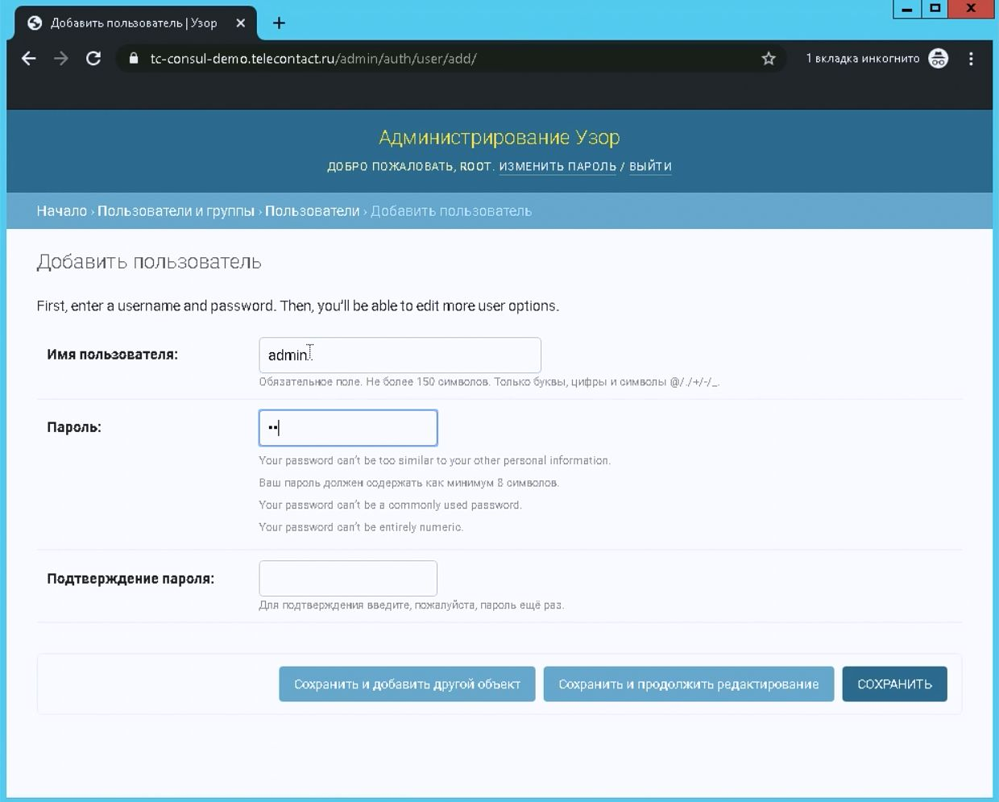 Добавить пользователь | Узор
tc-consul-demo.telecontact.ru/admin/auth/user/add/
1 вкладка инкогнито
Администрирование Узор
ДОБРО ПОЖАЛОВАТЬ, ROOT. ИЗМЕНИТЬ ПАРОЛЬ / ВЫЙТИ
Начало › Пользователи и группы › Пользователи › Добавить пользователь
Добавить пользователь
First, enter a username and password. Then, you'll be able to edit more user options.
Имя пользователя:
admin
Обязательное поле. Не более 150 символов. Только буквы, цифры и символы @/./+/-/_.
Пароль:
Your password can't be too similar to your other personal information.
Ваш пароль должен содержать как минимум 8 символов.
Your password can't be a commonly used password.
Your password can't be entirely numeric.
Подтверждение пароля:
Для подтверждения введите, пожалуйста, пароль ещё раз.
Сохранить и добавить другой объект
Сохранить и продолжить редактирование
СОХРАНИТЬ